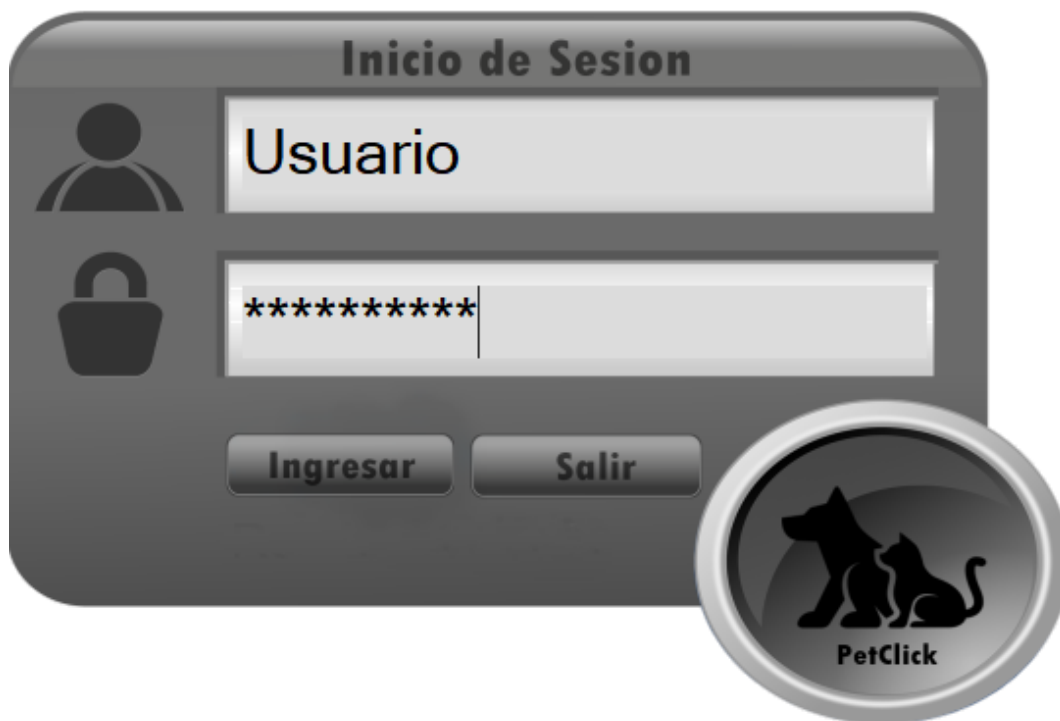 Inicio de Sesion
Usuario
**********
Ingresar
Salir
PetClick